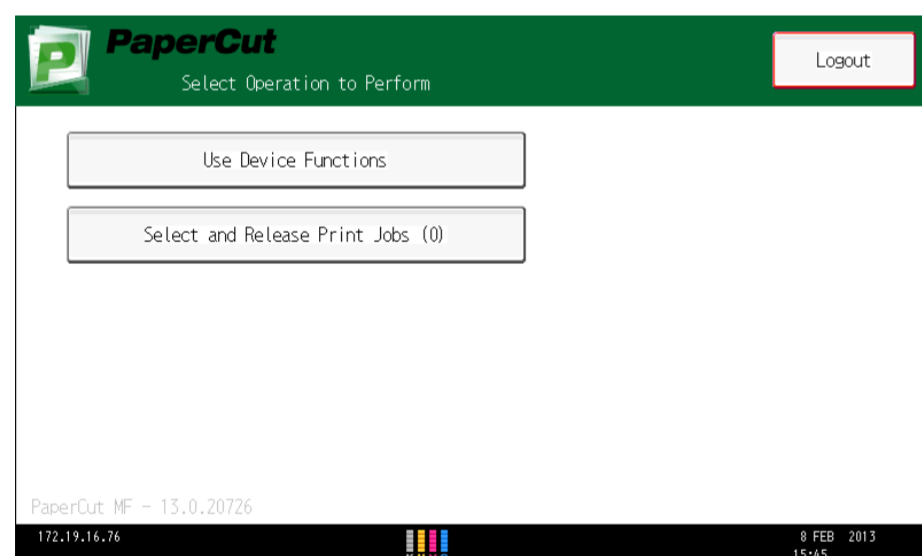 PaperCut
Select Operation to Perform
Logout
Use Device Functions
Select and Release Print Jobs (0)
PaperCut MF - 13.0.20726
172.19.16.76
8 FEB 2013
15:45